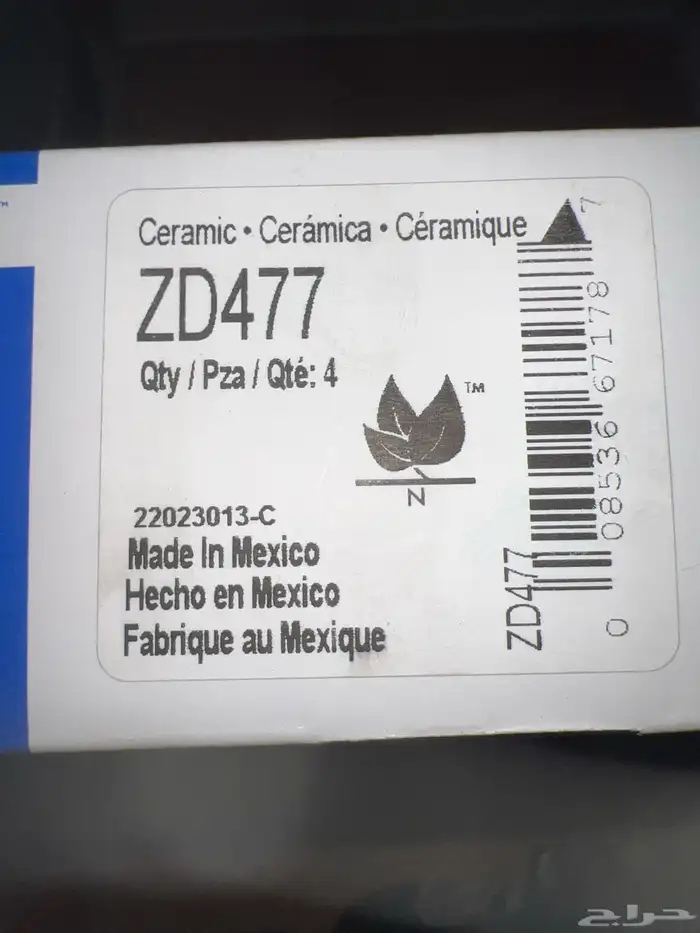 Ceramic • Cerámica • Céramique
ZD477
Qty / Pza / Qté: 4
TM
N
22023013-C
Made In Mexico
Hecho en Mexico
Fabrique au Mexique
ZD477
0 08536 67178 7
TM
حراج